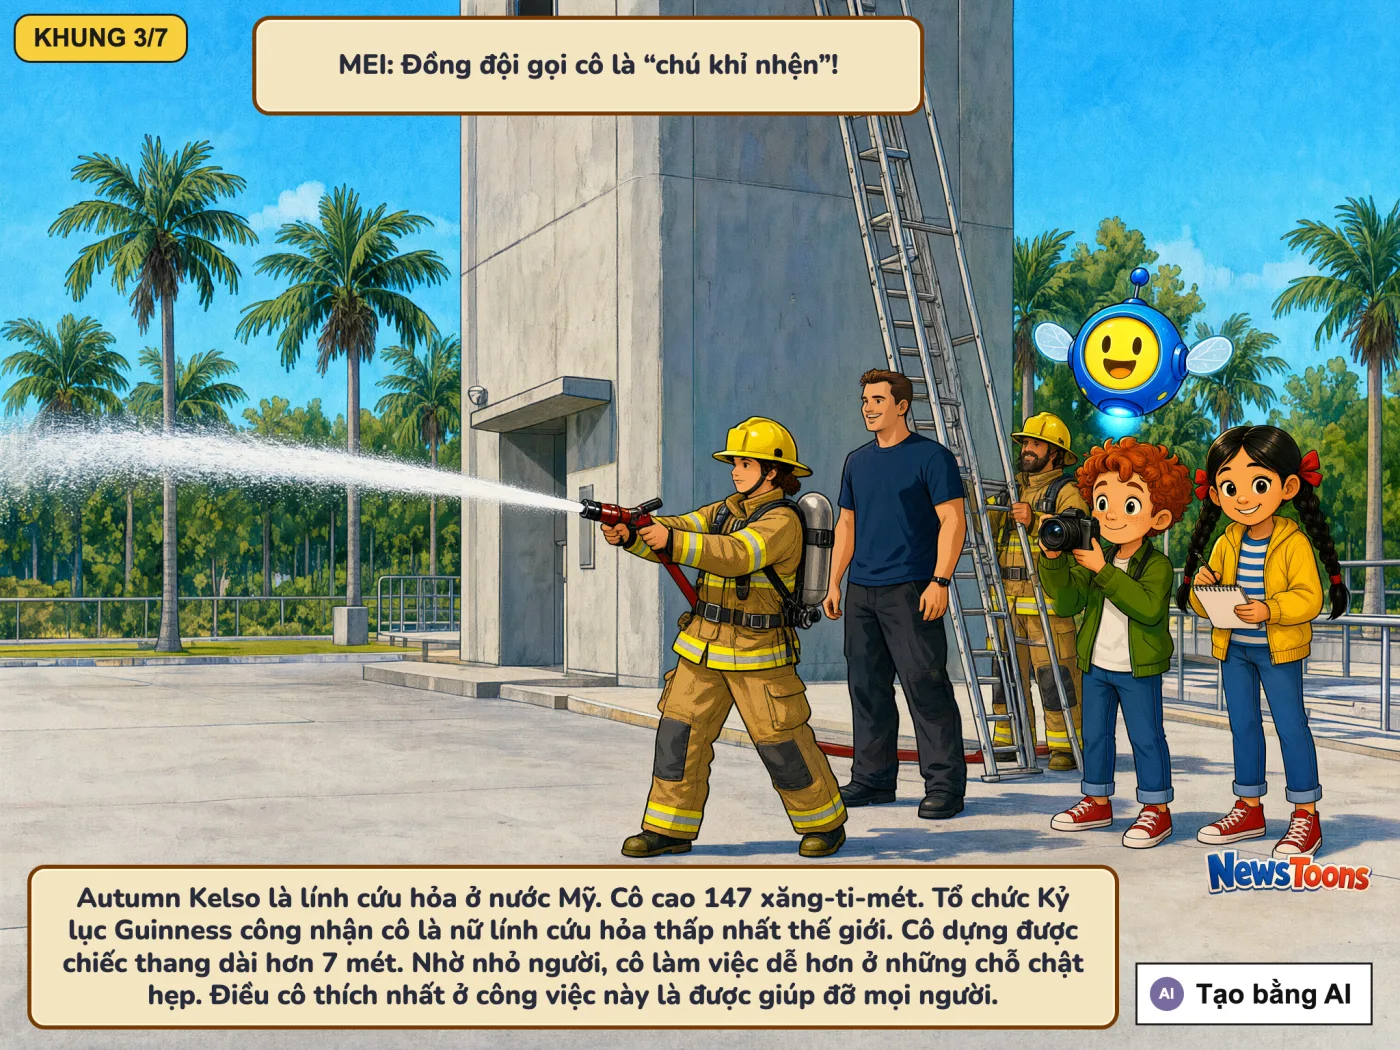 KHUNG 3/7
MEI: Đồng đội gọi cô là “chú khỉ nhện”!
Autumn Kelso là lính cứu hỏa ở nước Mỹ. Cô cao 147 xăng-ti-mét. Tổ chức Kỷ
lục Guinness công nhận cô là nữ lính cứu hỏa thấp nhất thế giới. Cô dựng được
chiếc thang dài hơn 7 mét. Nhờ nhỏ người, cô làm việc dễ hơn ở những chỗ chật
hẹp. Điều cô thích nhất ở công việc này là được giúp đỡ mọi người.
NewsToons
AI Tạo bằng AI